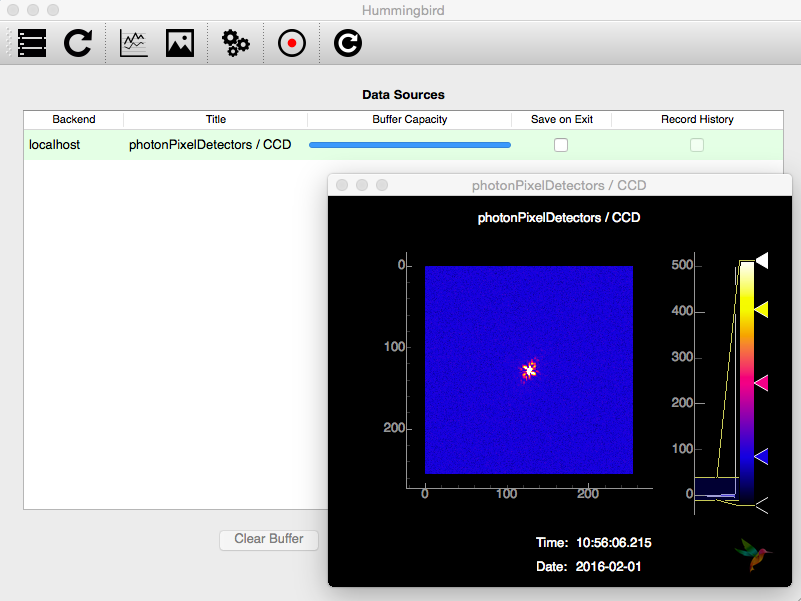 Hummingbird
Data Sources
Backend Title Buffer Capacity Save on Exit Record History
localhost photonPixelDetectors / CCD
photonPixelDetectors / CCD
photonPixelDetectors / CCD
0
100
200
0 100 200
500
400
300
200
100
0
Time: 10:56:06.215
Date: 2016-02-01
Clear Buffer